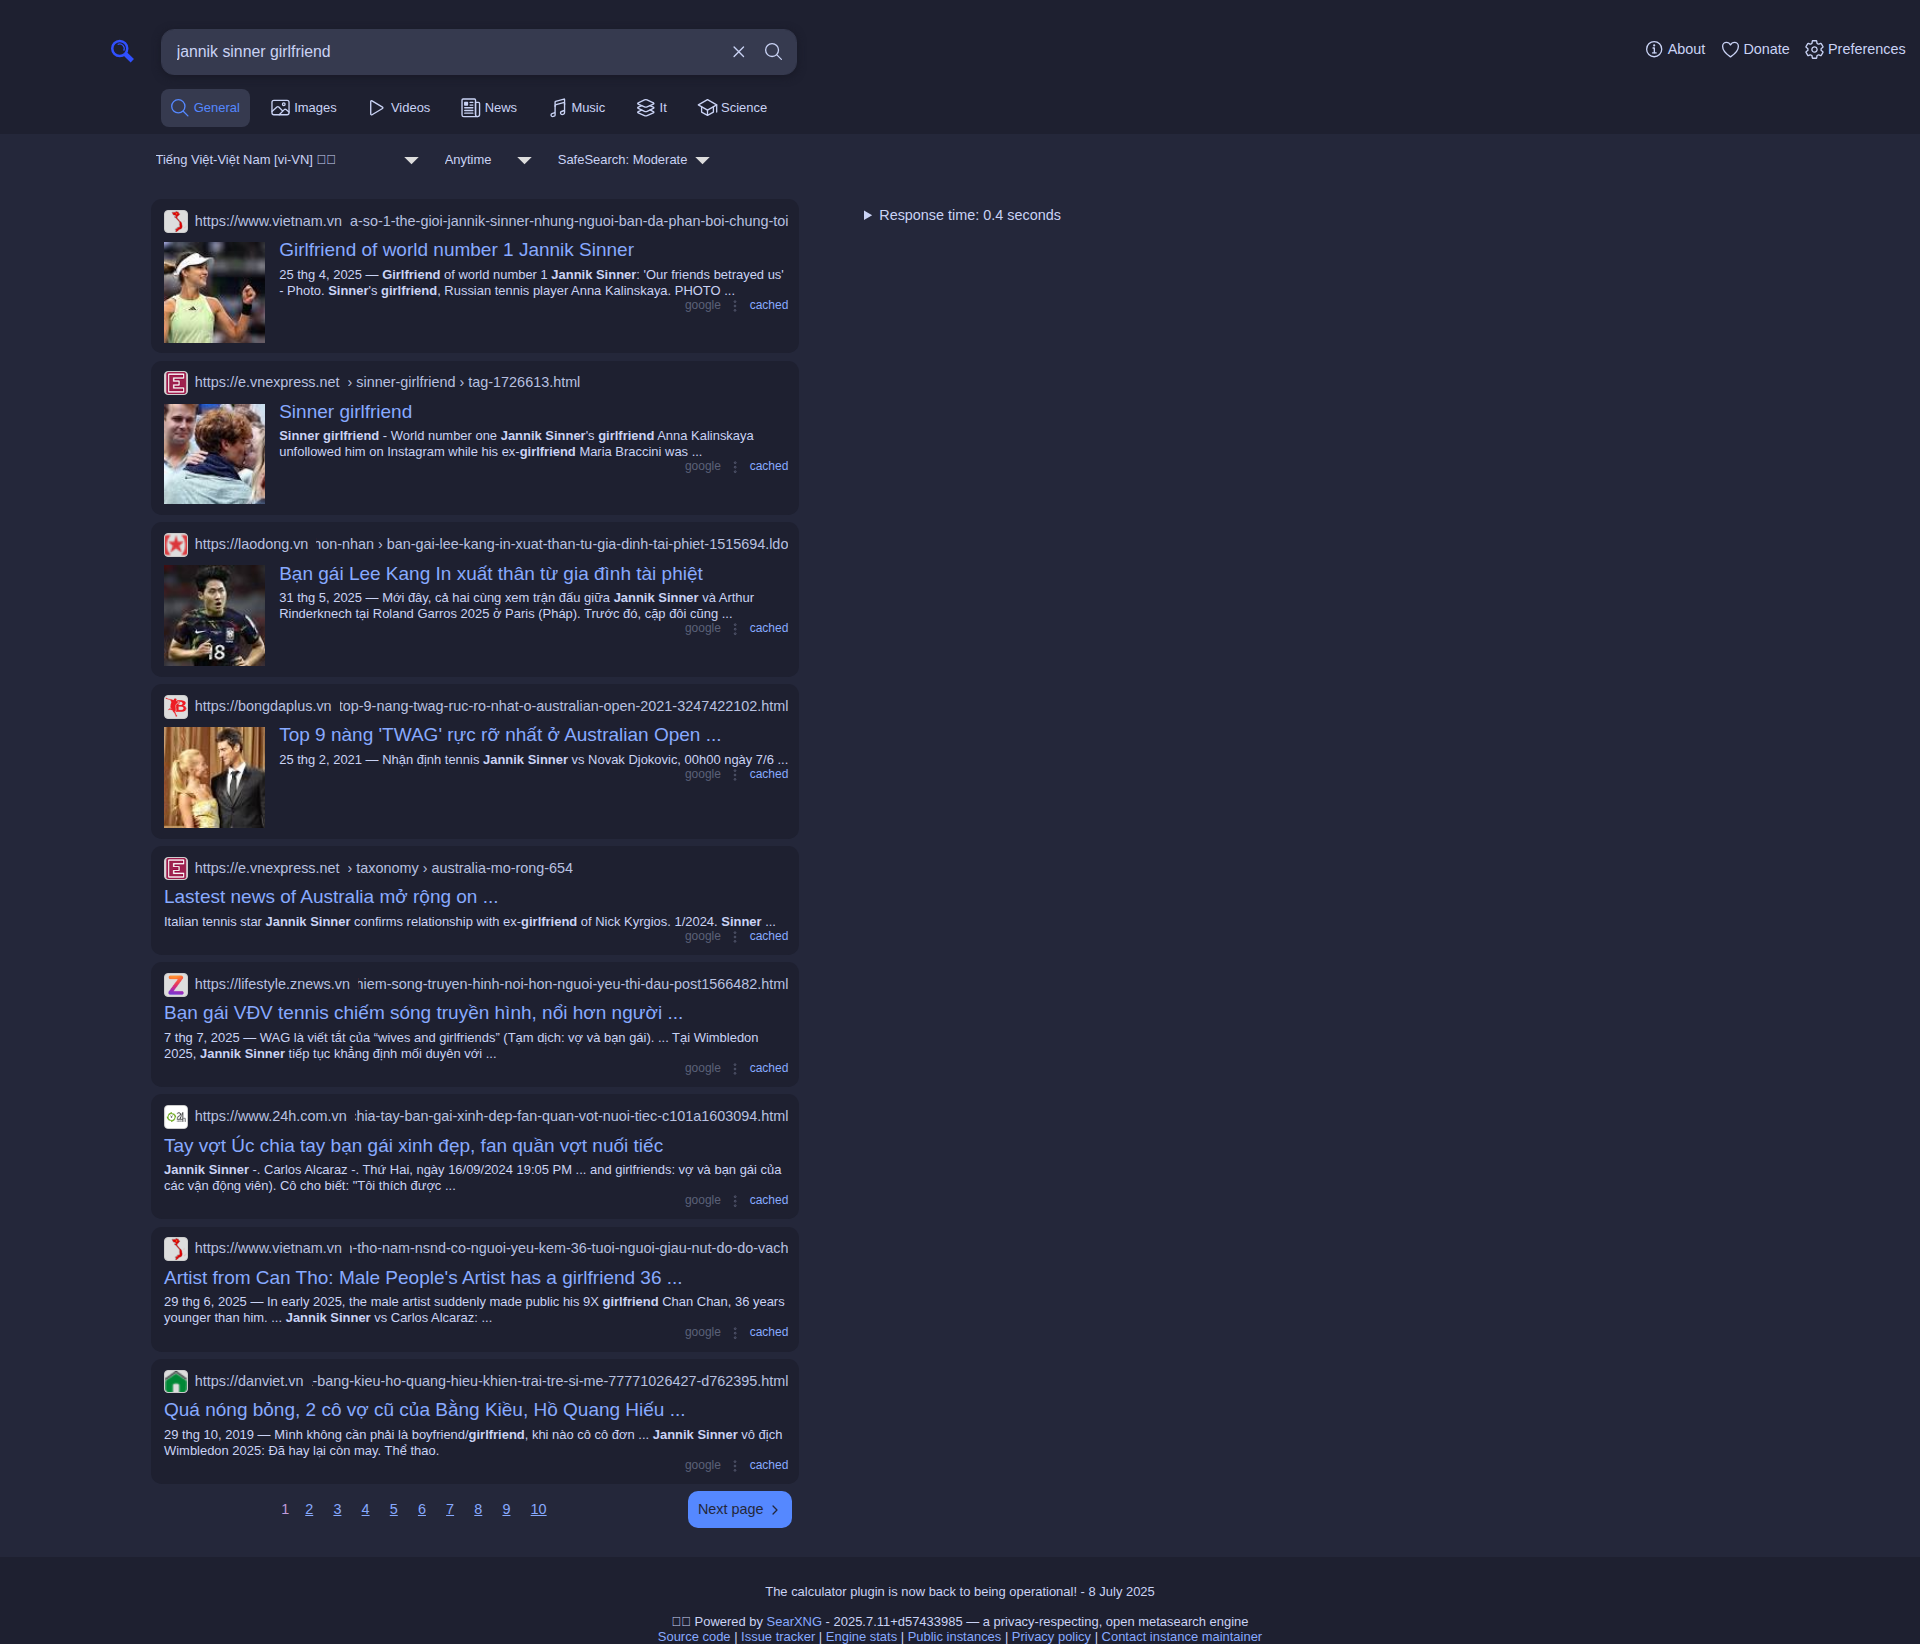 jannik sinner girlfriend
About
Donate
Preferences
General
Images
Videos
News
Music
It
Science
Tiếng Việt-Việt Nam [vi-VN]
Anytime
SafeSearch: Moderate
Response time: 0.4 seconds
https://www.vietnam.vn a-so-1-the-gioi-jannik-sinner-nhung-nguoi-ban-da-phan-boi-chung-toi
Girlfriend of world number 1 Jannik Sinner
25 thg 4, 2025 — Girlfriend of world number 1 Jannik Sinner: 'Our friends betrayed us'
- Photo. Sinner's girlfriend, Russian tennis player Anna Kalinskaya. PHOTO ...
google cached
https://e.vnexpress.net › sinner-girlfriend › tag-1726613.html
Sinner girlfriend
Sinner girlfriend - World number one Jannik Sinner's girlfriend Anna Kalinskaya
unfollowed him on Instagram while his ex-girlfriend Maria Braccini was ...
google cached
https://laodong.vn hon-nhan › ban-gai-lee-kang-in-xuat-than-tu-gia-dinh-tai-phiet-1515694.ldo
Bạn gái Lee Kang In xuất thân từ gia đình tài phiệt
31 thg 5, 2025 — Mới đây, cả hai cùng xem trận đấu giữa Jannik Sinner và Arthur
Rinderknech tại Roland Garros 2025 ở Paris (Pháp). Trước đó, cặp đôi cũng ...
google cached
18
https://bongdaplus.vn top-9-nang-twag-ruc-ro-nhat-o-australian-open-2021-3247422102.html
Top 9 nàng 'TWAG' rực rỡ nhất ở Australian Open ...
25 thg 2, 2021 — Nhận định tennis Jannik Sinner vs Novak Djokovic, 00h00 ngày 7/6 ...
google cached
https://e.vnexpress.net › taxonomy › australia-mo-rong-654
Lastest news of Australia mở rộng on ...
Italian tennis star Jannik Sinner confirms relationship with ex-girlfriend of Nick Kyrgios. 1/2024. Sinner ...
google cached
https://lifestyle.znews.vn hiem-song-truyen-hinh-noi-hon-nguoi-yeu-thi-dau-post1566482.html
Bạn gái VĐV tennis chiếm sóng truyền hình, nổi hơn người ...
7 thg 7, 2025 — WAG là viết tắt của “wives and girlfriends” (Tạm dịch: vợ và bạn gái). ... Tại Wimbledon
2025, Jannik Sinner tiếp tục khẳng định mối duyên với ...
google cached
https://www.24h.com.vn chia-tay-ban-gai-xinh-dep-fan-quan-vot-nuoi-tiec-c101a1603094.html
Tay vợt Úc chia tay bạn gái xinh đẹp, fan quần vợt nuối tiếc
Jannik Sinner -. Carlos Alcaraz -. Thứ Hai, ngày 16/09/2024 19:05 PM ... and girlfriends: vợ và bạn gái của
các vận động viên). Cô cho biết: "Tôi thích được ...
google cached
https://www.vietnam.vn n-tho-nam-nsnd-co-nguoi-yeu-kem-36-tuoi-nguoi-giau-nut-do-do-vach
Artist from Can Tho: Male People's Artist has a girlfriend 36 ...
29 thg 6, 2025 — In early 2025, the male artist suddenly made public his 9X girlfriend Chan Chan, 36 years
younger than him. ... Jannik Sinner vs Carlos Alcaraz: ...
google cached
https://danviet.vn -bang-kieu-ho-quang-hieu-khien-trai-tre-si-me-77771026427-d762395.html
Quá nóng bỏng, 2 cô vợ cũ của Bằng Kiều, Hồ Quang Hiếu ...
29 thg 10, 2019 — Mình không cần phải là boyfriend/girlfriend, khi nào cô cô đơn ... Jannik Sinner vô địch
Wimbledon 2025: Đã hay lại còn may. Thể thao.
google cached
1 2 3 4 5 6 7 8 9 10
Next page
The calculator plugin is now back to being operational! - 8 July 2025
Powered by SearXNG - 2025.7.11+d57433985 — a privacy-respecting, open metasearch engine
Source code | Issue tracker | Engine stats | Public instances | Privacy policy | Contact instance maintainer